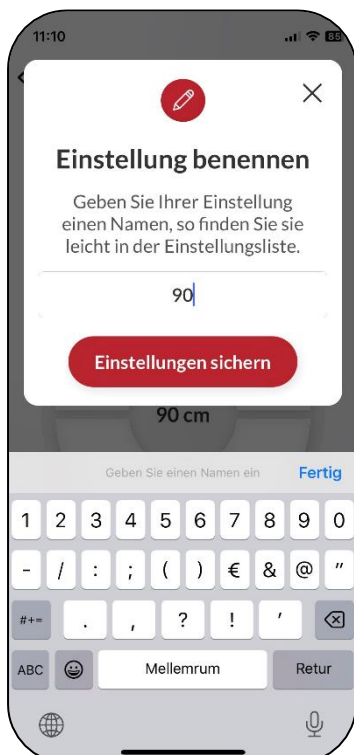 11:10
85
Einstellung benennen
Geben Sie Ihrer Einstellung
einen Namen, so finden Sie sie
leicht in der Einstellungsliste.
90
Einstellungen sichern
90 cm
Geben Sie einen Namen ein Fertig
1 2 3 4 5 6 7 8 9 0
- / : ; ( ) € & @ "
#+= . , ? ! '
ABC Mellemrum Retur